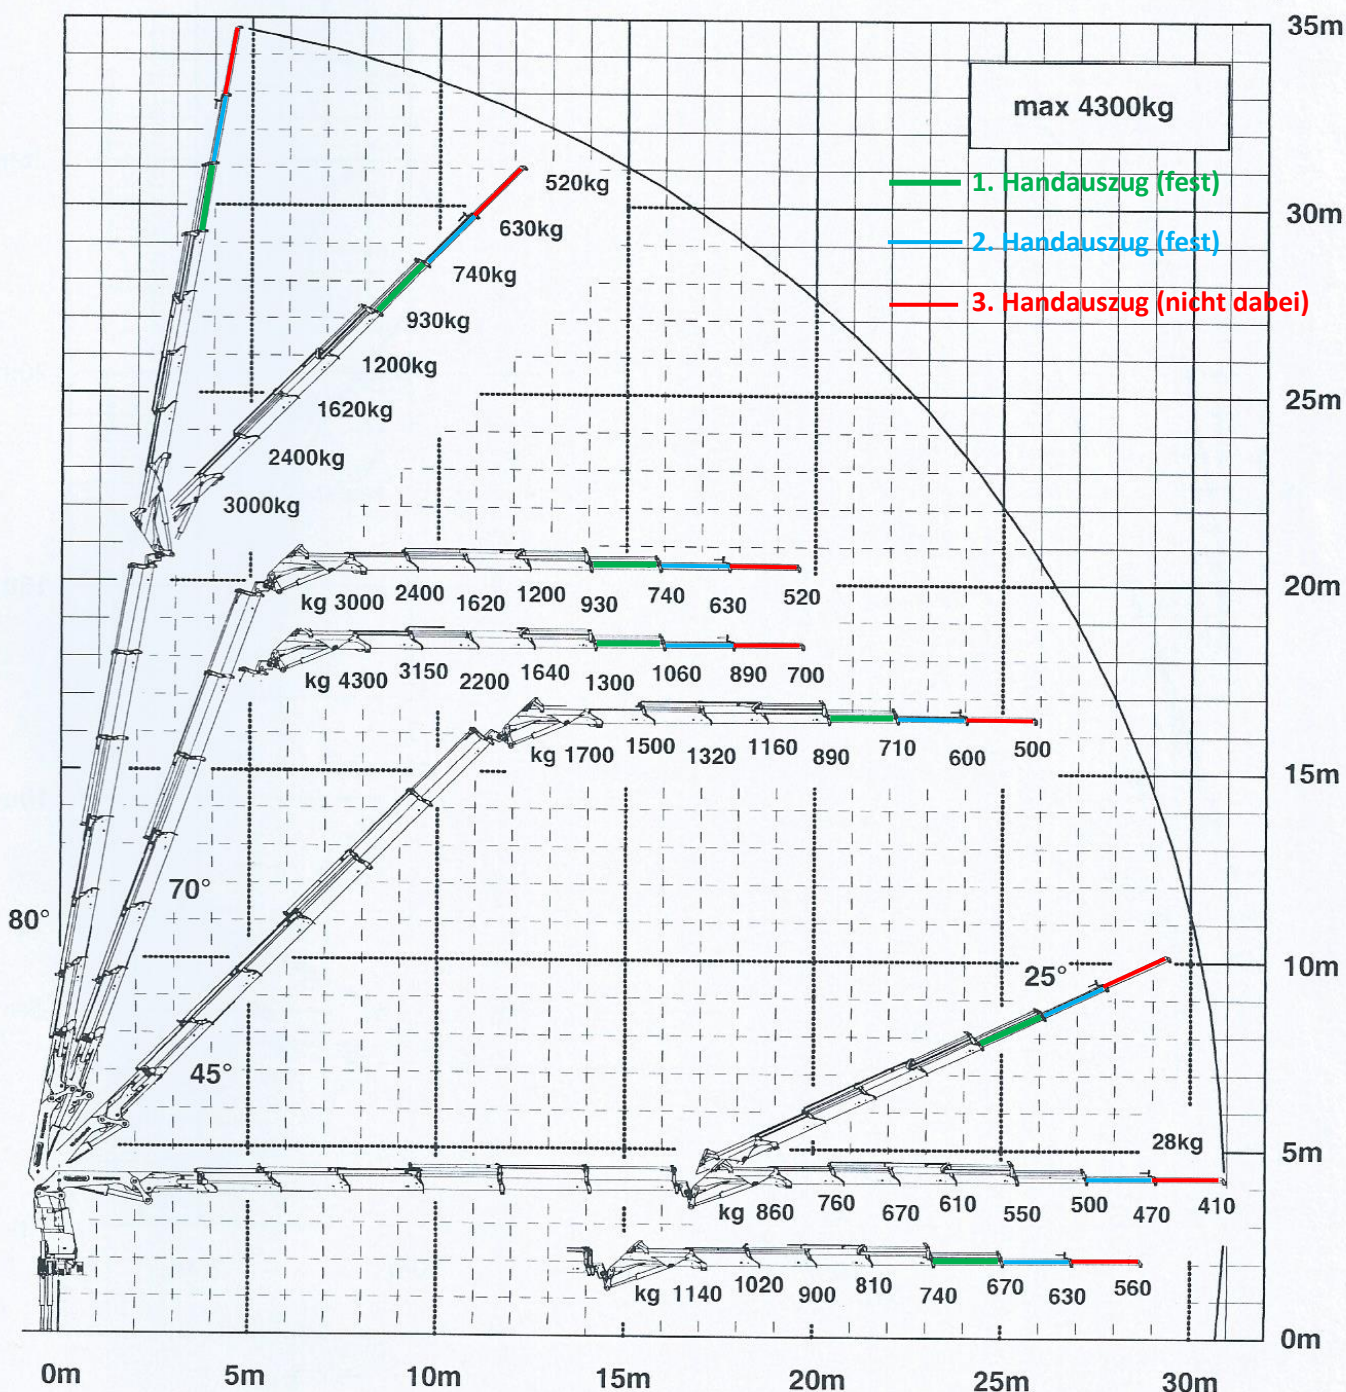 35m
max 4300kg
1. Handauszug (fest)
520kg
30m
630kg
2. Handauszug (fest)
740kg
3. Handauszug (nicht dabei)
930kg
1200kg
25m
1620kg
2400kg
3000kg
20m
kg 3000 2400 1620 1200 930 740 630 520
kg 4300 3150 2200 1640 1300 1060 890 700
kg 1700 1500 1320 1160 890 710 600 500
15m
70°
80°
10m
25°
45°
28kg
5m
kg 860 760 670 610 550 500 470 410
kg 1140 1020 900 810 740 670 630 560
0m
0m 5m 10m 15m 20m 25m 30m